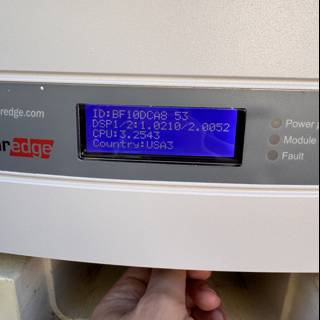 redge.com
aredge
ID:BF10DCA8 53
DSP1/2:1.0210/2.0052
CPU:3.2543
Country:USA3
Power
Module
Fault